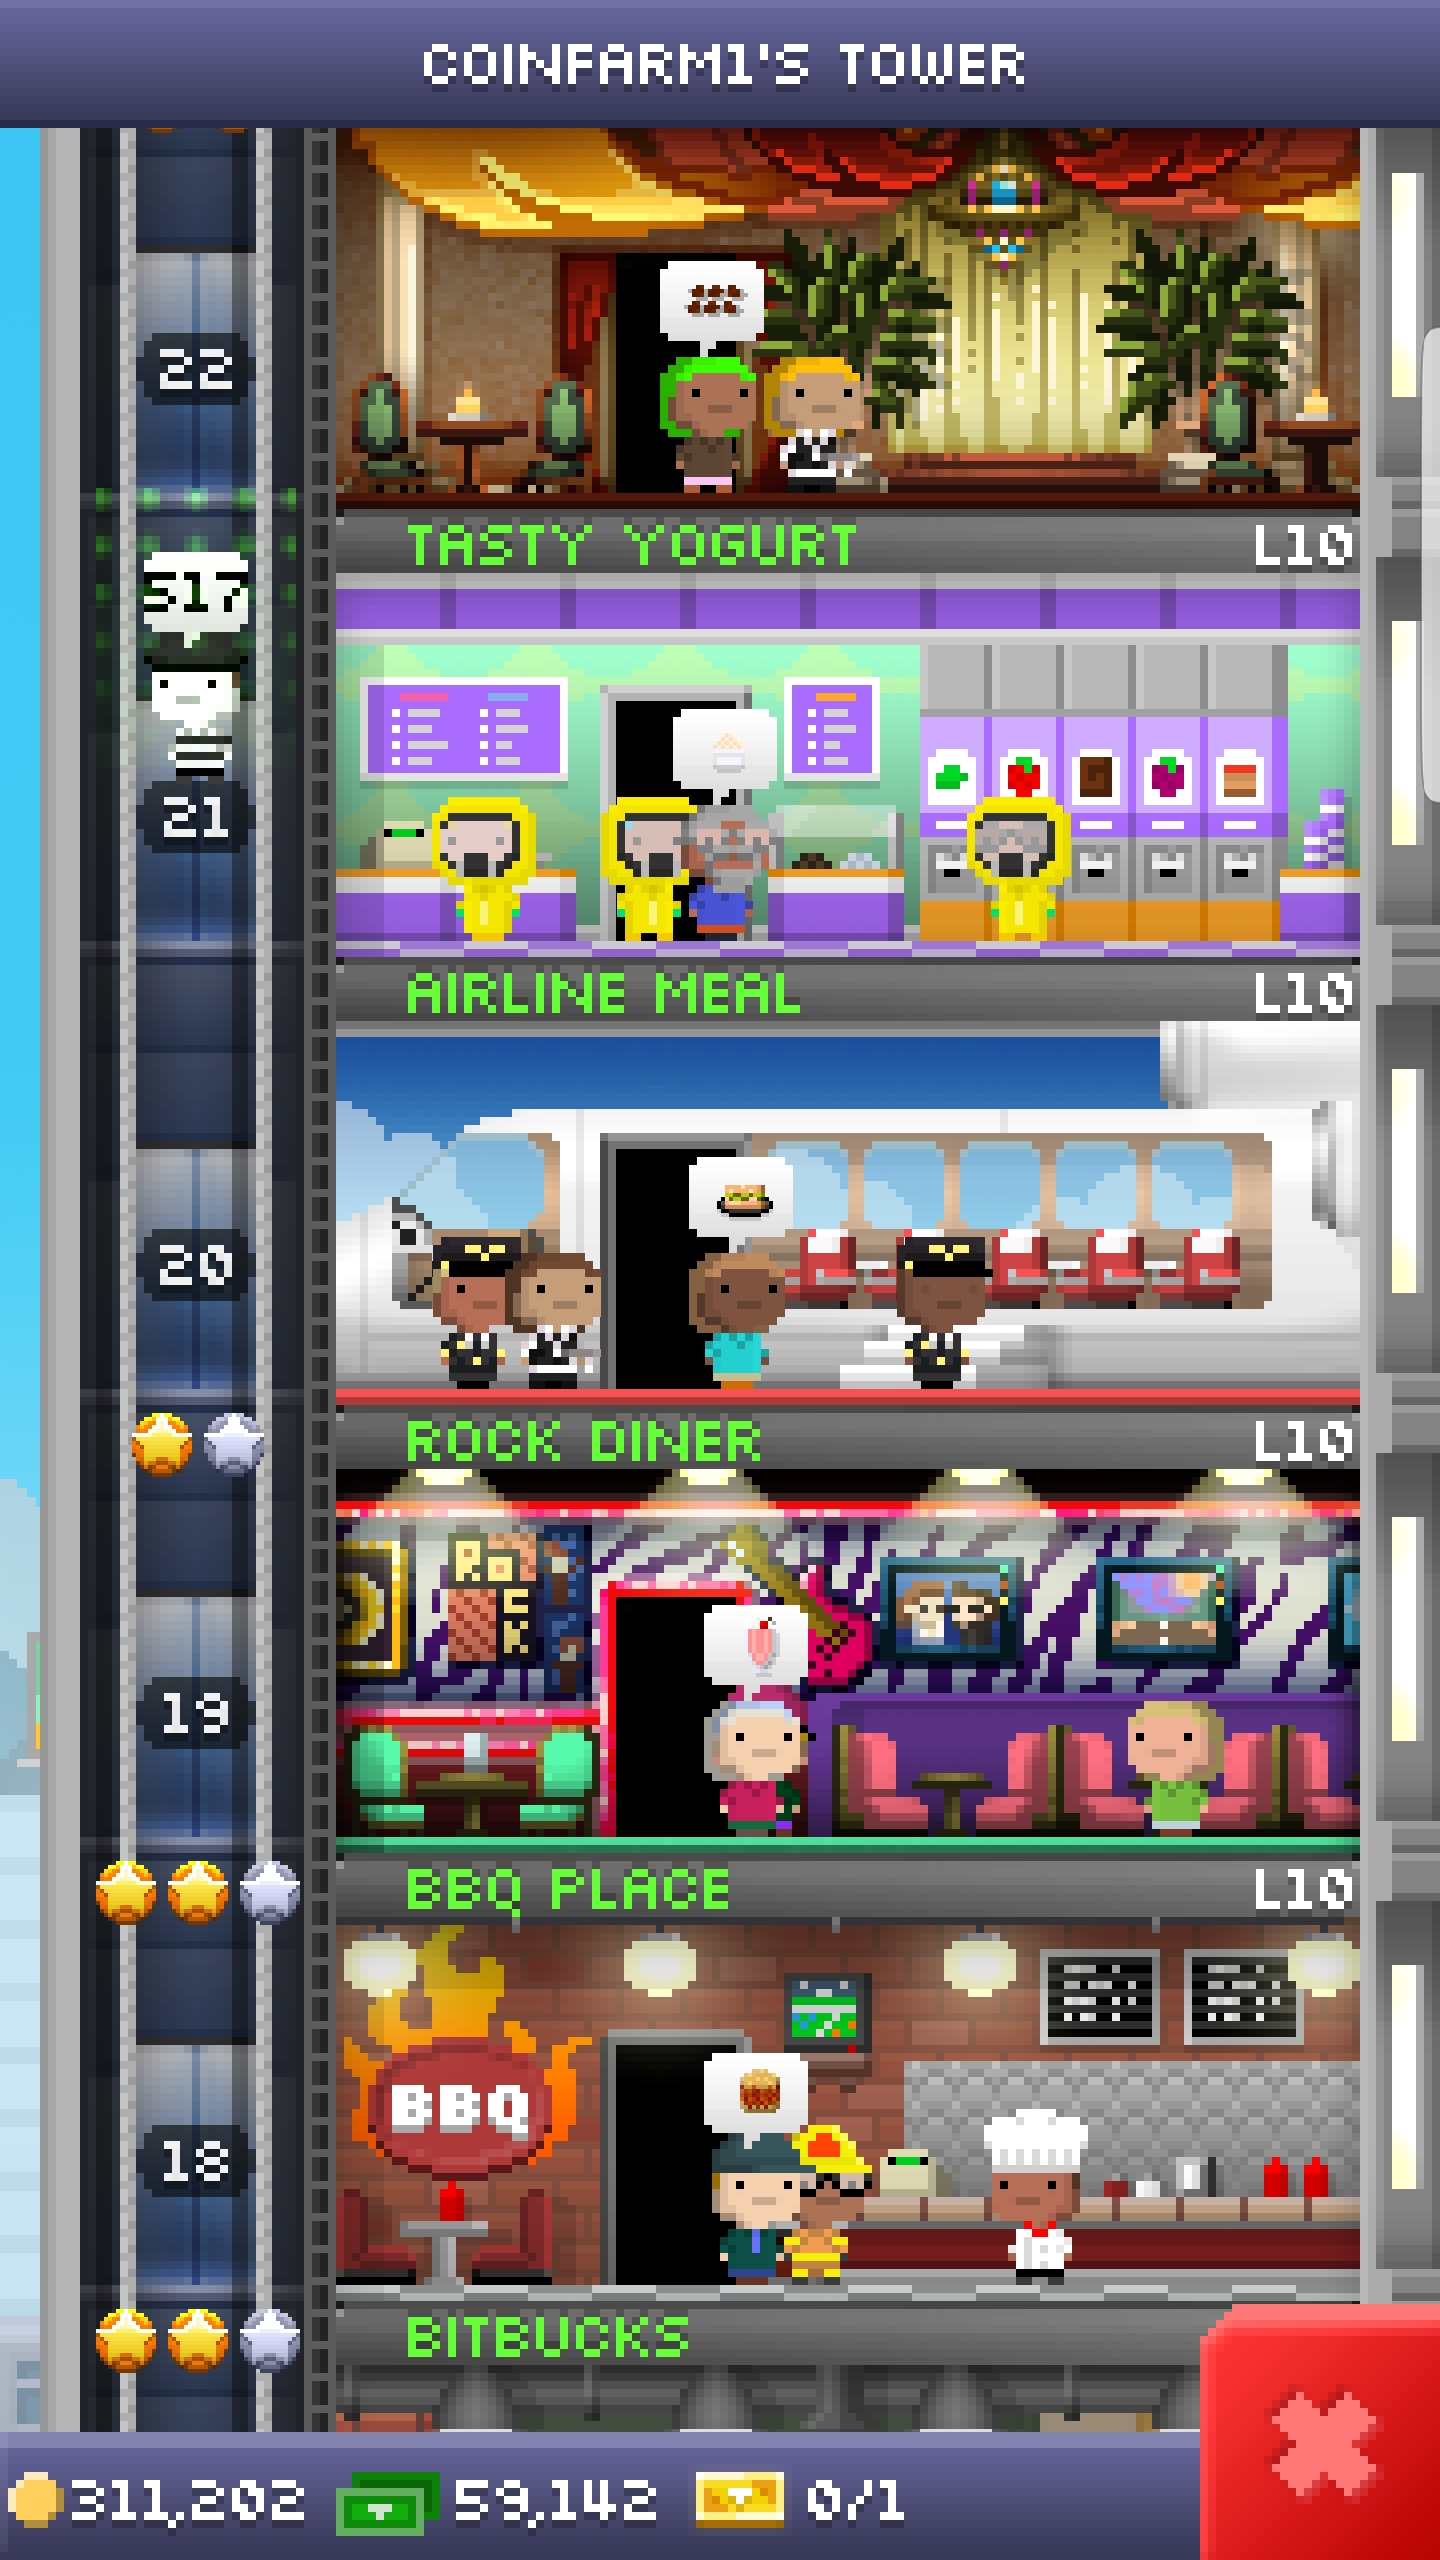 COINFARM1'S TOWER
22
TASTY YOGURT L10
517
21
AIRLINE MEAL L10
20
ROCK DINER L10
ROCK
19
BBQ PLACE L10
BBQ
18
BITBUCKS
311,202 59,142 0/1